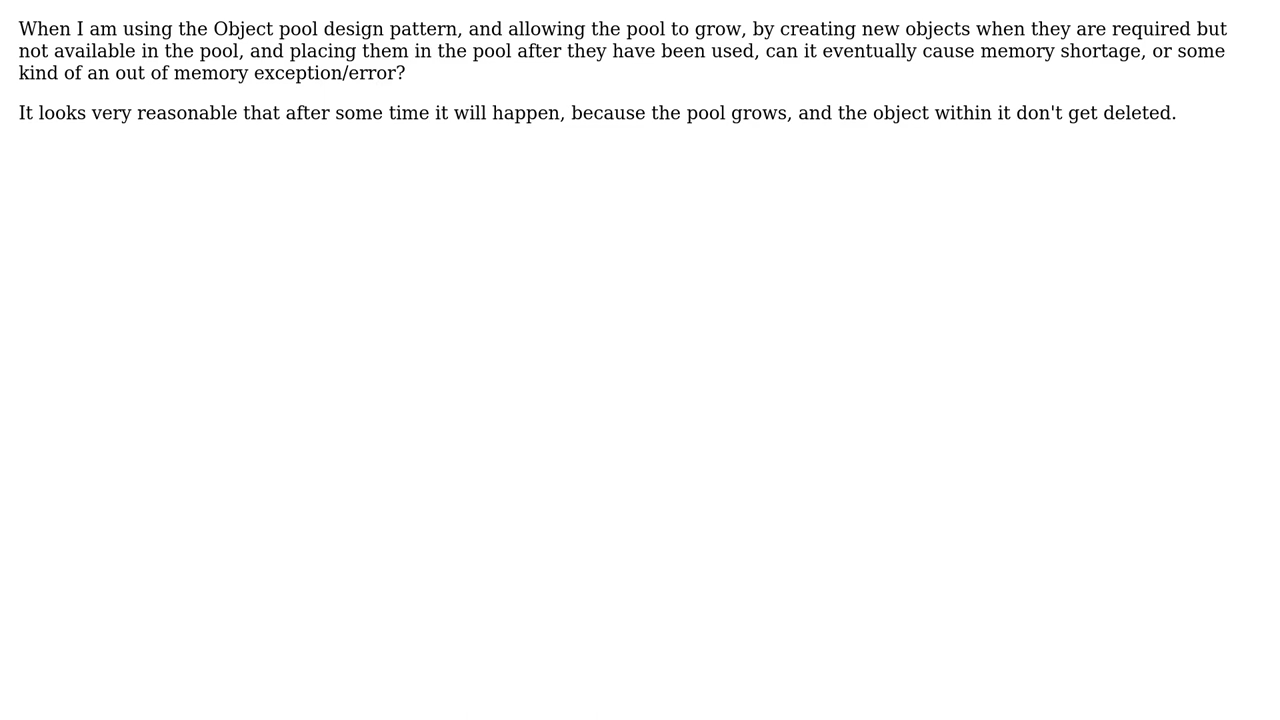 When I am using the Object pool design pattern, and allowing the pool to grow, by creating new objects when they are required but
not available in the pool, and placing them in the pool after they have been used, can it eventually cause memory shortage, or some
kind of an out of memory exception/error?
It looks very reasonable that after some time it will happen, because the pool grows, and the object within it don't get deleted.